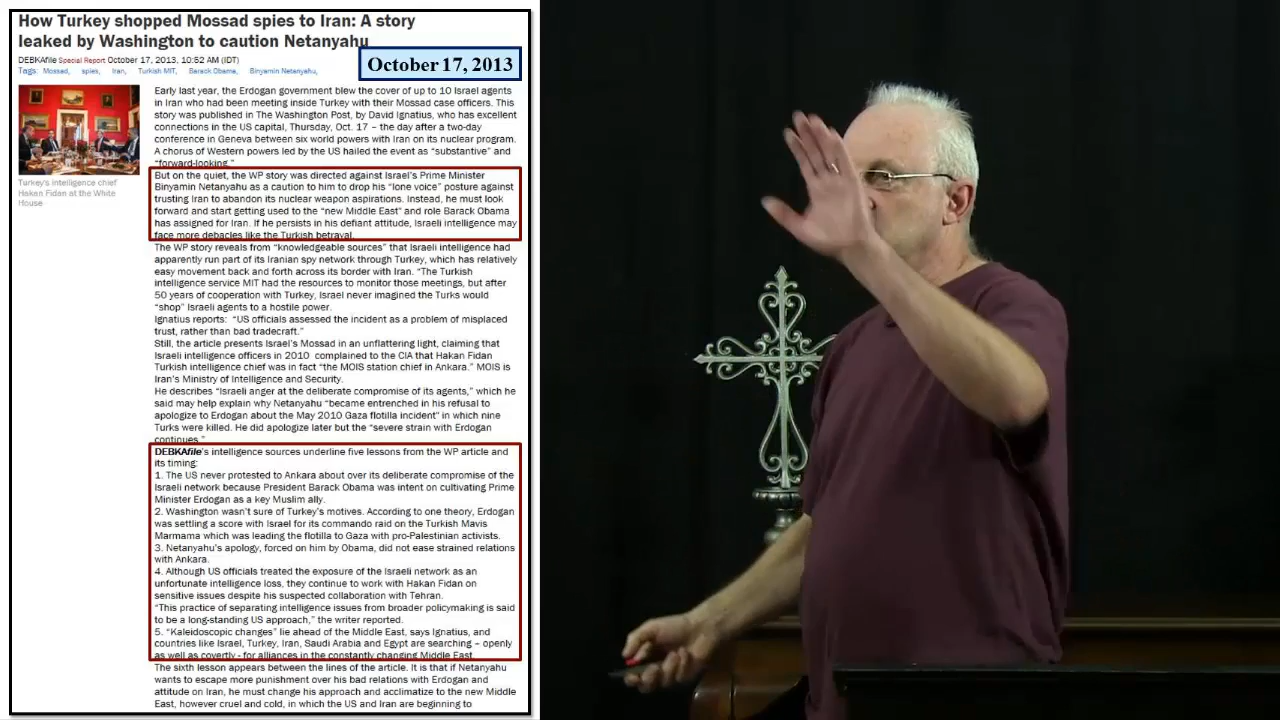 How Turkey shopped Mossad spies to Iran: A story
leaked by Washington to caution Netanyahu
DEBKAfile Special Report October 17, 2013, 10:52 AM (IDT)
Tags: Mossad, spies, Iran, Turkish MIT, Barack Obama, Binyamin Netanyahu,
October 17, 2013
Turkey's intelligence chief
Hakan Fidan at the White
House
Early last year, the Erdogan government blew the cover of up to 10 Israel agents
in Iran who had been meeting inside Turkey with their Mossad case officers. This
story was published in The Washington Post, by David Ignatius, who has excellent
connections in the US capital, Thursday, Oct. 17 – the day after a two-day
conference in Geneva between six world powers with Iran on its nuclear program.
A chorus of Western powers led by the US hailed the event as “substantive” and
“forward-looking.”
But on the quiet, the WP story was directed against Israel's Prime Minister
Binyamin Netanyahu as a caution to him to drop his “lone voice” posture against
trusting Iran to abandon its nuclear weapon aspirations. Instead, he must look
forward and start getting used to the “new Middle East” and role Barack Obama
has assigned for Iran. If he persists in his defiant attitude, Israeli intelligence may
face more debacles like the Turkish betrayal.
The WP story reveals from “knowledgeable sources” that Israeli intelligence had
apparently run part of its Iranian spy network through Turkey, which has relatively
easy movement back and forth across its border with Iran. “The Turkish
intelligence service MIT had the resources to monitor those meetings, but after
50 years of cooperation with Turkey, Israel never imagined the Turks would
“shop” Israeli agents to a hostile power.
Ignatius reports: “US officials assessed the incident as a problem of misplaced
trust, rather than bad tradecraft.”
Still, the article presents Israel's Mossad in an unflattering light, claiming that
Israeli intelligence officers in 2010 complained to the CIA that Hakan Fidan
Turkish intelligence chief was in fact “the MOIS station chief in Ankara.” MOIS is
Iran's Ministry of Intelligence and Security.
He describes “Israeli anger at the deliberate compromise of its agents,” which he
said may help explain why Netanyahu “became entrenched in his refusal to
apologize to Erdogan about the May 2010 Gaza flotilla incident” in which nine
Turks were killed. He did apologize later but the “severe strain with Erdogan
continues.”
DEBKAfile's intelligence sources underline five lessons from the WP article and
its timing:
1. The US never protested to Ankara about over its deliberate compromise of the
Israeli network because President Barack Obama was intent on cultivating Prime
Minister Erdogan as a key Muslim ally.
2. Washington wasn't sure of Turkey's motives. According to one theory, Erdogan
was settling a score with Israel for its commando raid on the Turkish Mavis
Marmama which was leading the flotilla to Gaza with pro-Palestinian activists.
3. Netanyahu's apology, forced on him by Obama, did not ease strained relations
with Ankara.
4. Although US officials treated the exposure of the Israeli network as an
unfortunate intelligence loss, they continue to work with Hakan Fidan on
sensitive issues despite his suspected collaboration with Tehran.
“This practice of separating intelligence issues from broader policymaking is said
to be a long-standing US approach,” the writer reported.
5. “Kaleidoscopic changes” lie ahead of the Middle East, says Ignatius, and
countries like Israel, Turkey, Iran, Saudi Arabia and Egypt are searching – openly
as well as covertly - for alliances in the constantly changing Middle East.
The sixth lesson appears between the lines of the article. It is that if Netanyahu
wants to escape more punishment over his bad relations with Erdogan and
attitude on Iran, he must change his approach and acclimatize to the new Middle
East, however cruel and cold, in which the US and Iran are beginning to